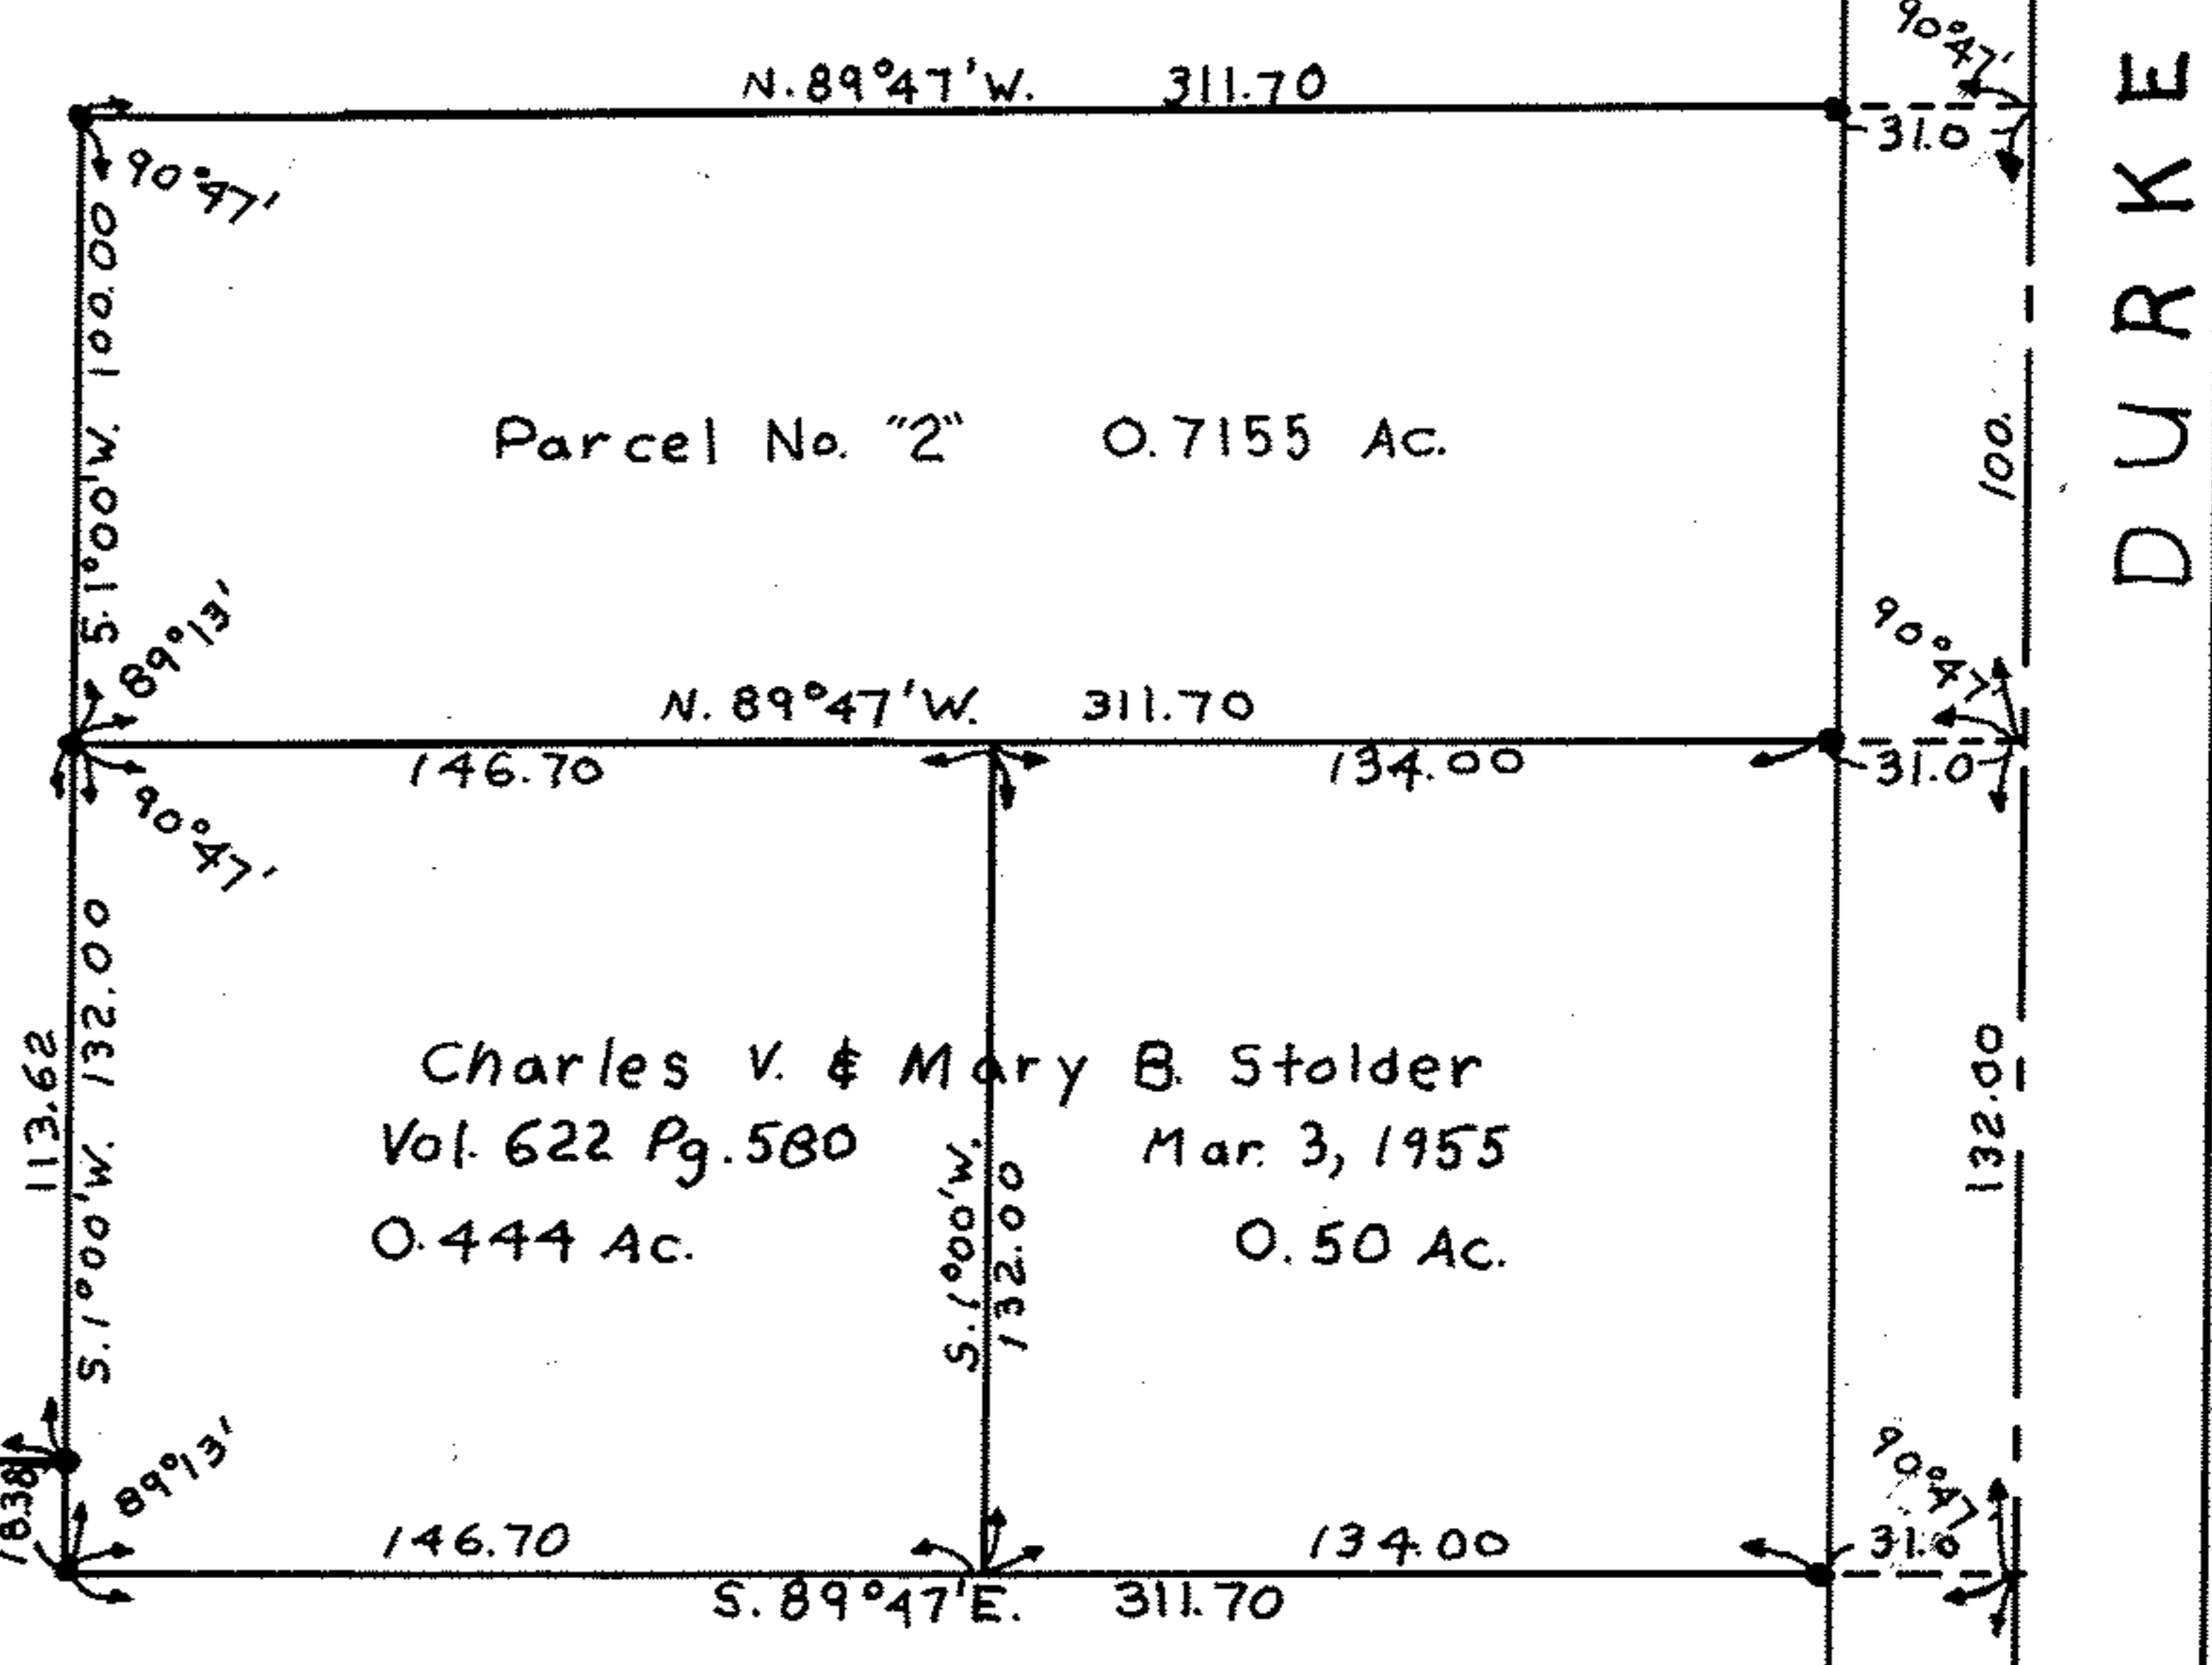 90°47'
N. 89°47'W. 311.70
31.0
90°47'
S. 1°00'W. 100.00
DURKE
Parcel No. "2" 0.7155 Ac.
100.
89°13'
90°47'
N. 89°47'W. 311.70
146.70
134.00
31.0
90°47'
113.62
S. 1°00'W. 132.00
132.00
Charles V. & Mary B. Stolder
Vol. 622 Pg. 580
Mar. 3, 1955
0.444 Ac.
0.50 Ac.
S. 1°00'W.
132.00
18.38
89°13'
90°47'
146.70
134.00
31.0
S. 89°47'E. 311.70